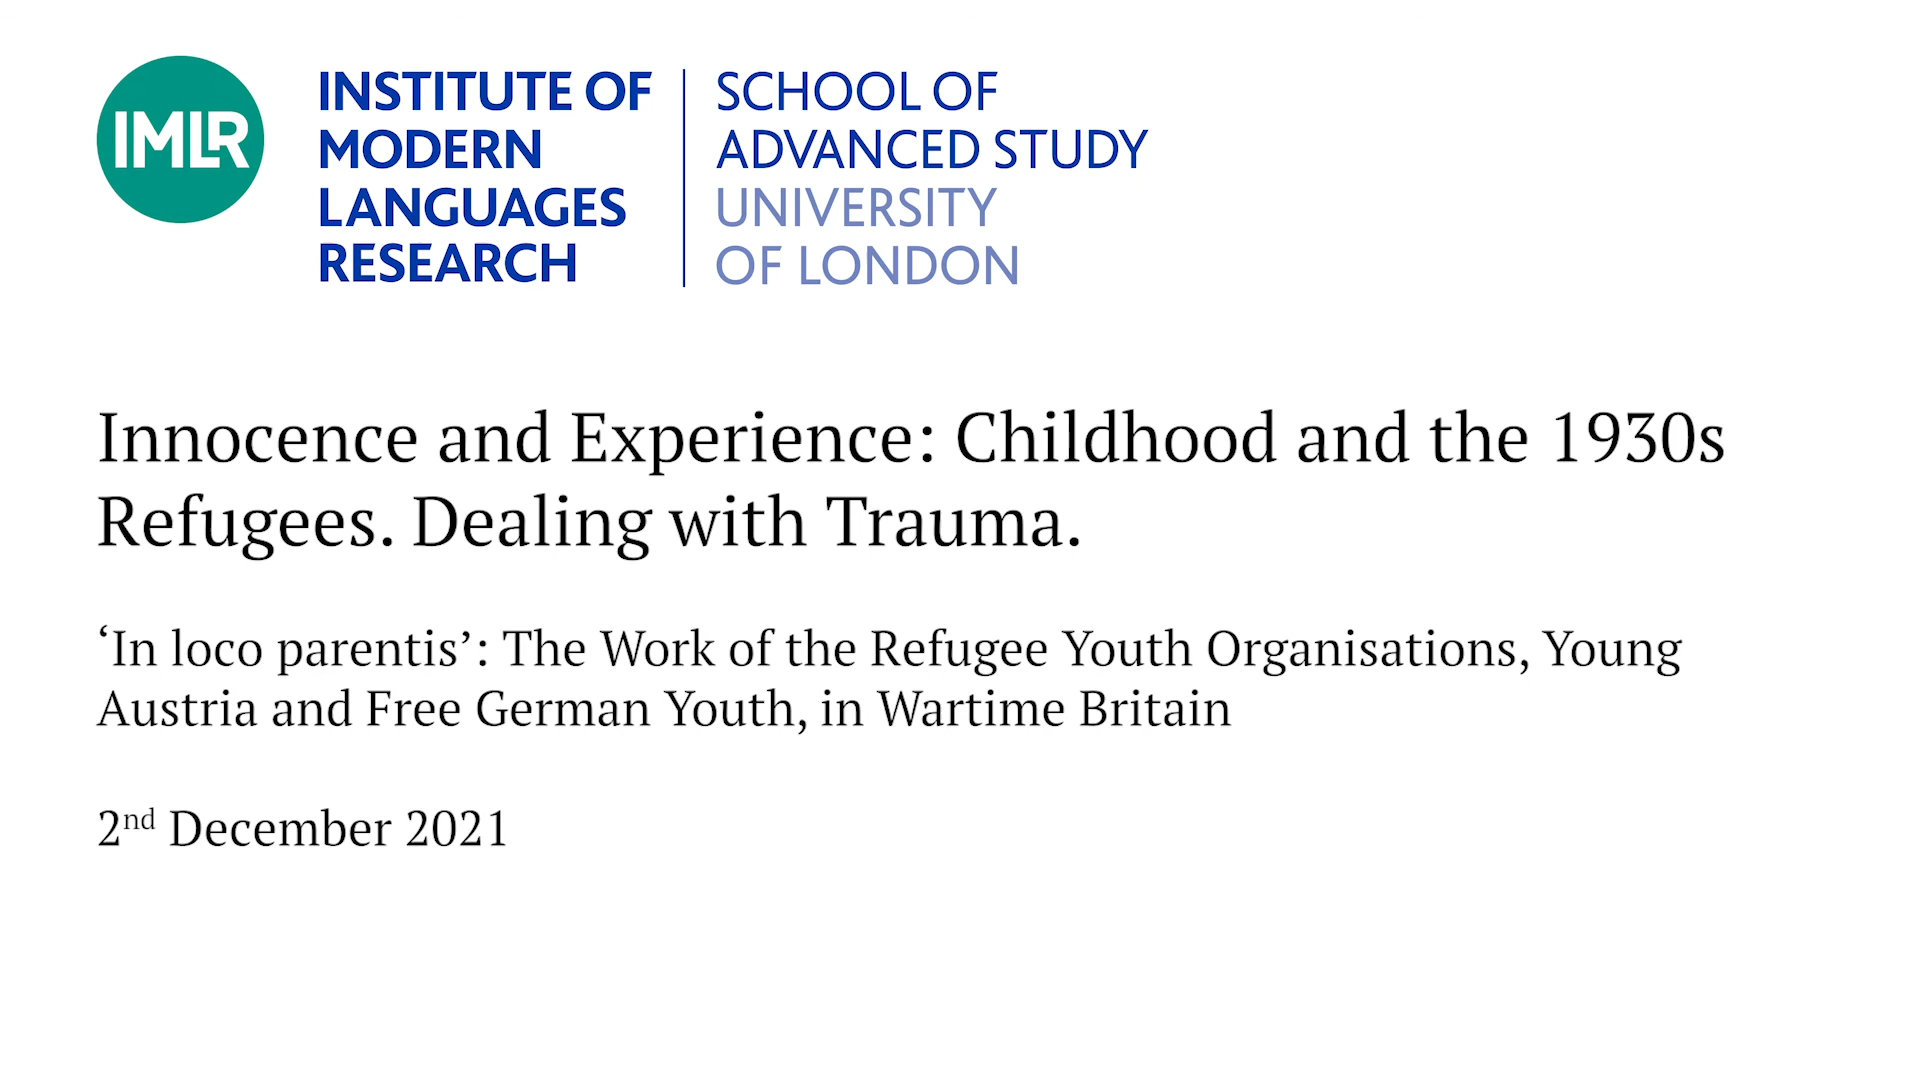 IMLR
INSTITUTE OF
MODERN
LANGUAGES
RESEARCH
SCHOOL OF
ADVANCED STUDY
UNIVERSITY
OF LONDON
Innocence and Experience: Childhood and the 1930s
Refugees. Dealing with Trauma.
‘In loco parentis’: The Work of the Refugee Youth Organisations, Young
Austria and Free German Youth, in Wartime Britain
2nd December 2021